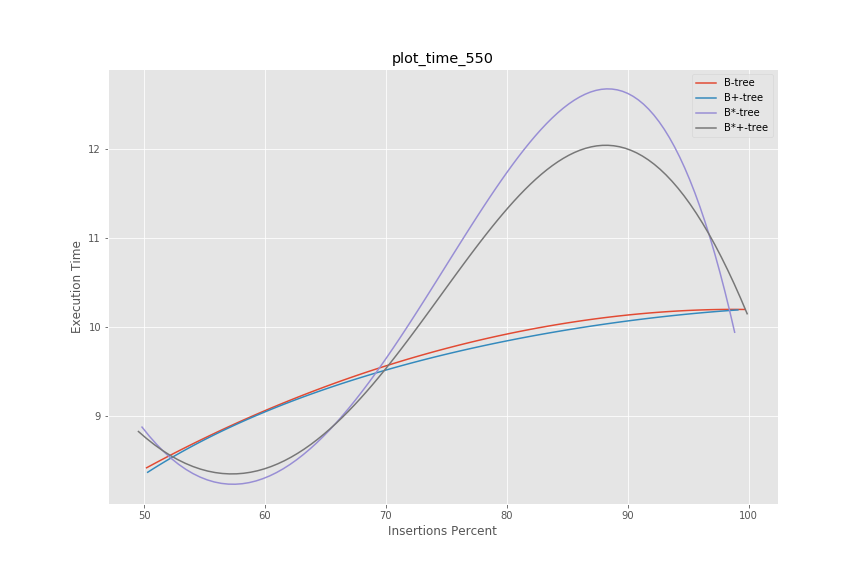 plot_time_550
B-tree
B+-tree
B*-tree
B*+-tree
12
11
10
9
Execution Time
50 60 70 80 90 100
Insertions Percent